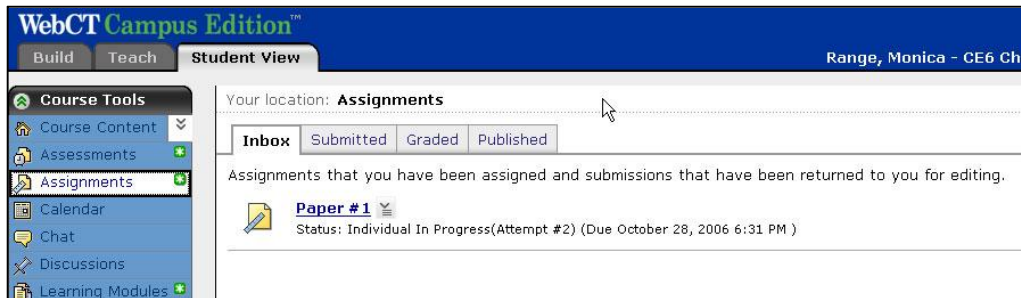 WebCT Campus Edition™
Build Teach Student View Range, Monica - CE6 Ch
Course Tools
Course Content
Assessments
Assignments
Calendar
Chat
Discussions
Learning Modules
Your location: Assignments
Inbox Submitted Graded Published
Assignments that you have been assigned and submissions that have been returned to you for editing.
Paper #1
Status: Individual In Progress(Attempt #2) (Due October 28, 2006 6:31 PM )